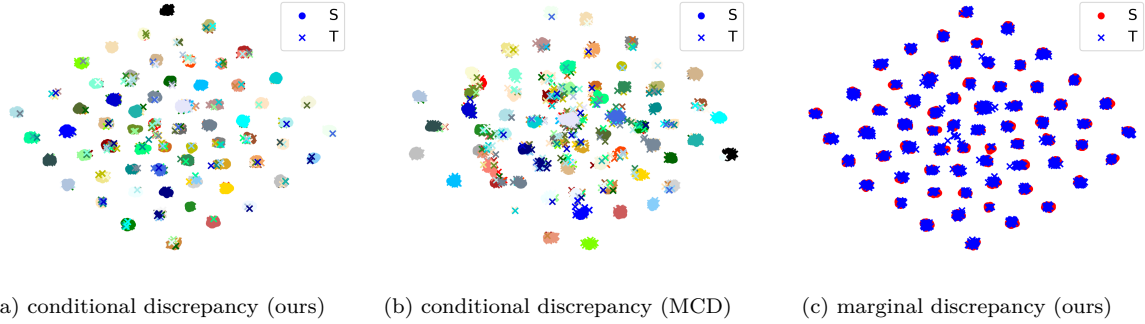 S
T
S
T
S
T
a) conditional discrepancy (ours)
(b) conditional discrepancy (MCD)
(c) marginal discrepancy (ours)